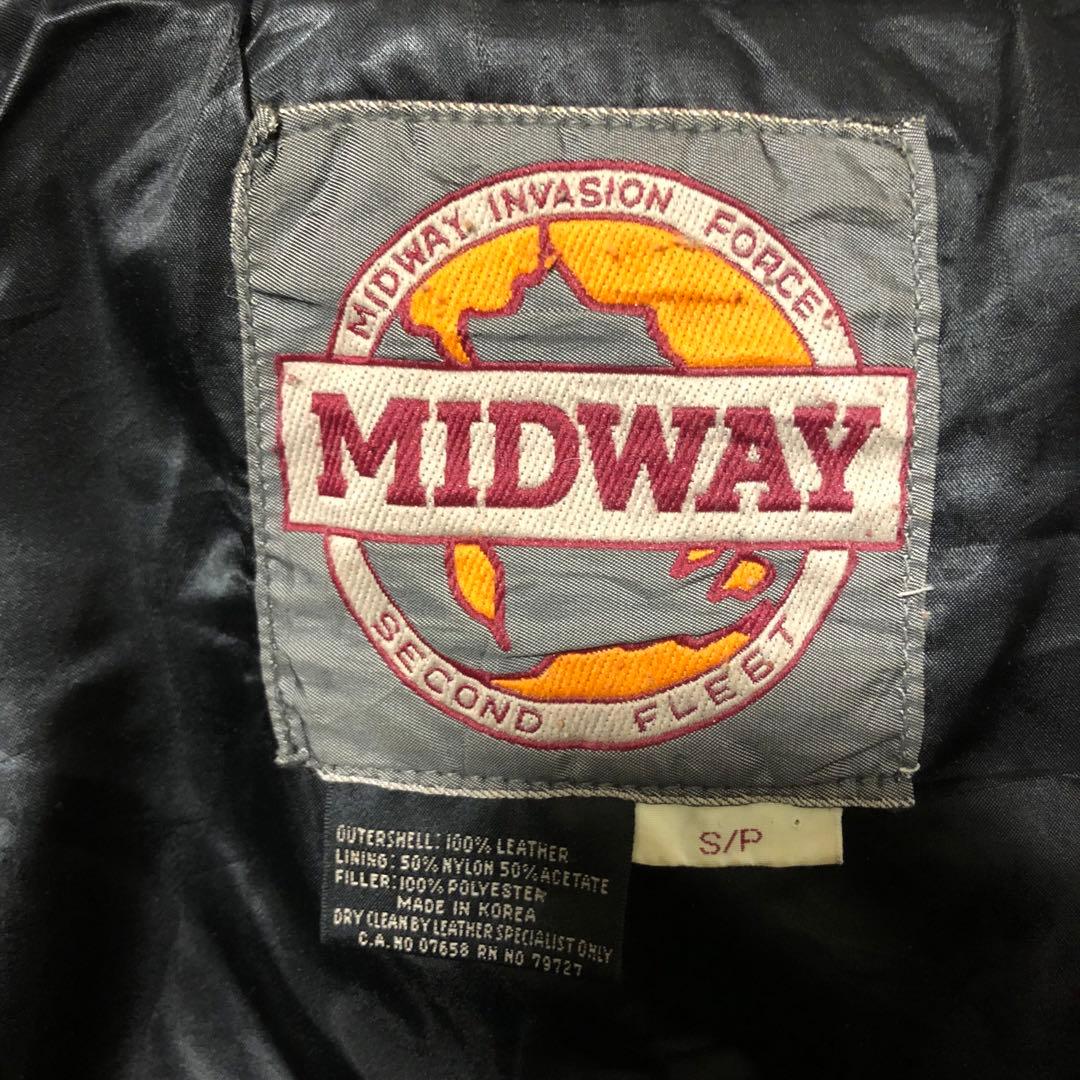 MIDWAY INVASION FORCE
MIDWAY
SECOND FLEET
S/P
OUTERSHELL: 100% LEATHER
LINING: 50% NYLON 50% ACETATE
FILLER: 100% POLYESTER
MADE IN KOREA
DRY CLEAN BY LEATHER SPECIALIST ONLY
C.A. NO 07658 RN NO 79727